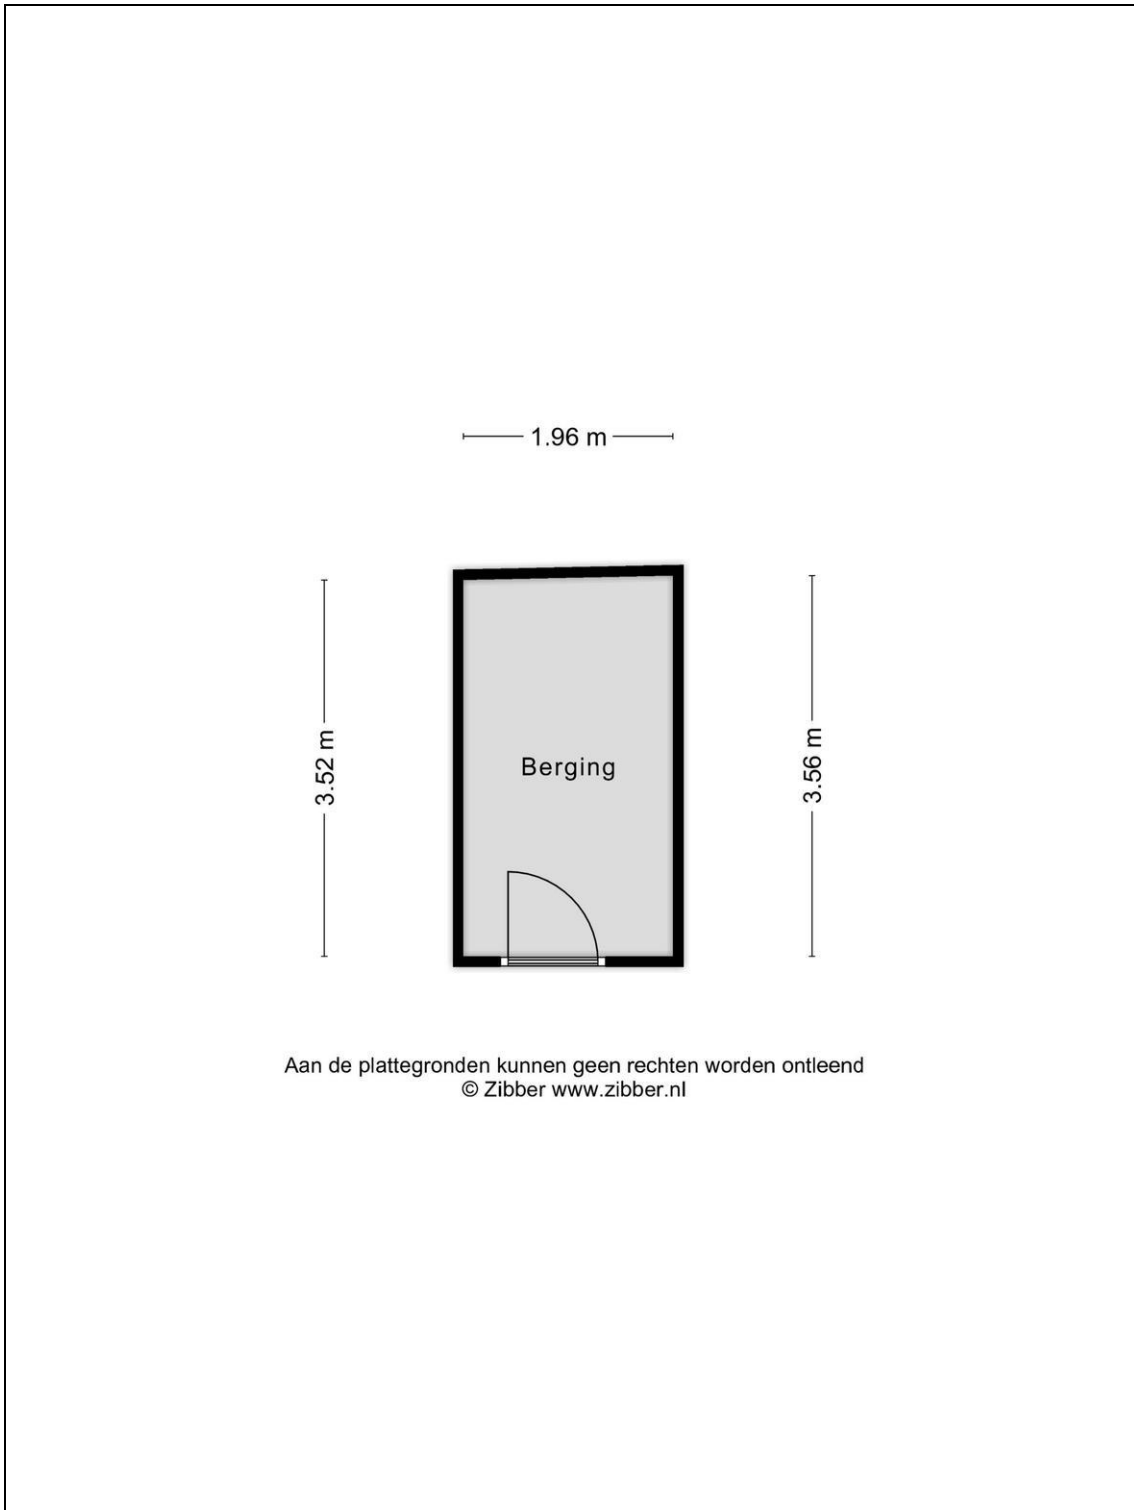 1.96 m
3.52 m
3.56 m
Berging
Aan de plattegronden kunnen geen rechten worden ontleend
© Zibber www.zibber.nl